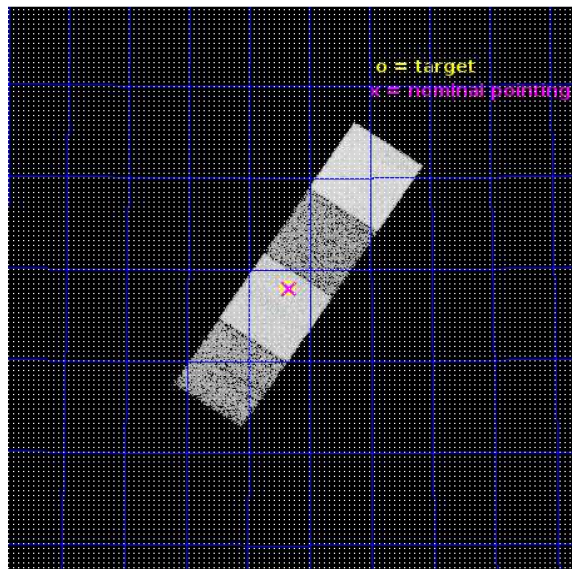 o = target
x = nominal pointing